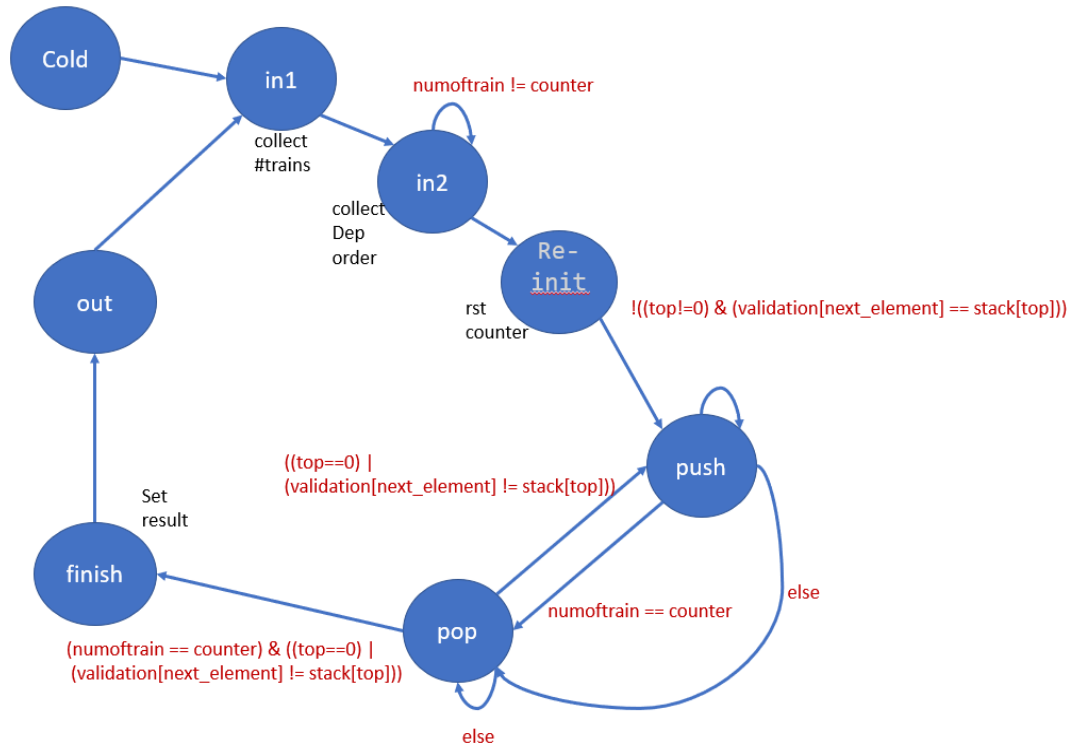 Cold
in1
collect
#trains
numoftrain != counter
in2
collect
Dep
order
Re-
init
rst
counter
!((top!=0) & (validation[next_element] == stack[top]))
out
push
((top==0) |
(validation[next_element] != stack[top]))
Set
result
finish
else
numoftrain == counter
pop
(numoftrain == counter) & ((top==0) |
(validation[next_element] != stack[top]))
else